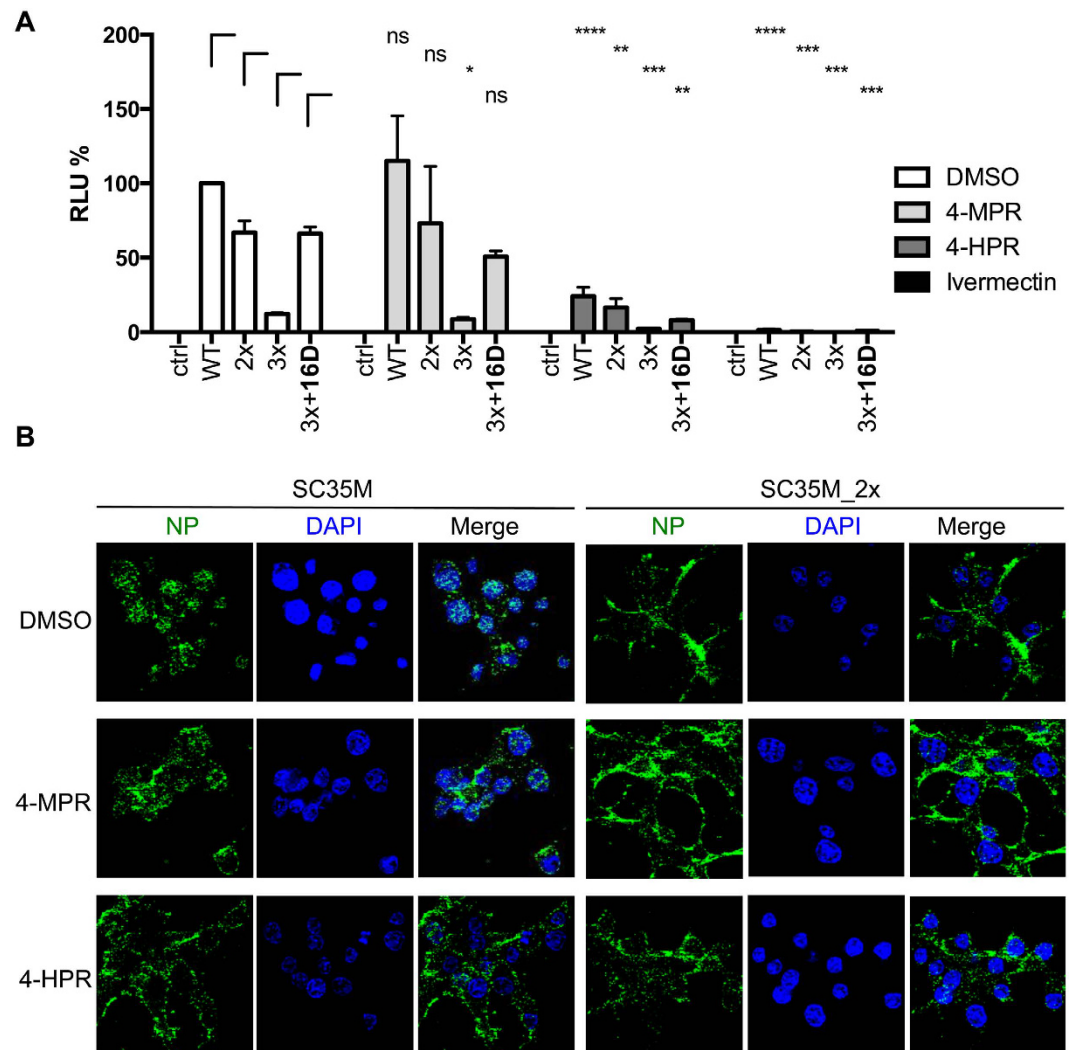 A
200
150
100
50
0
RLU %
ns
ns
*
ns
****
**
***
**
****
***
***
***
DMSO
4-MPR
4-HPR
Ivermectin
ctrl WT 2x 3x 3x+16D ctrl WT 2x 3x 3x+16D ctrl WT 2x 3x 3x+16D ctrl WT 2x 3x 3x+16D
B
SC35M SC35M_2x
NP DAPI Merge NP DAPI Merge
DMSO
4-MPR
4-HPR